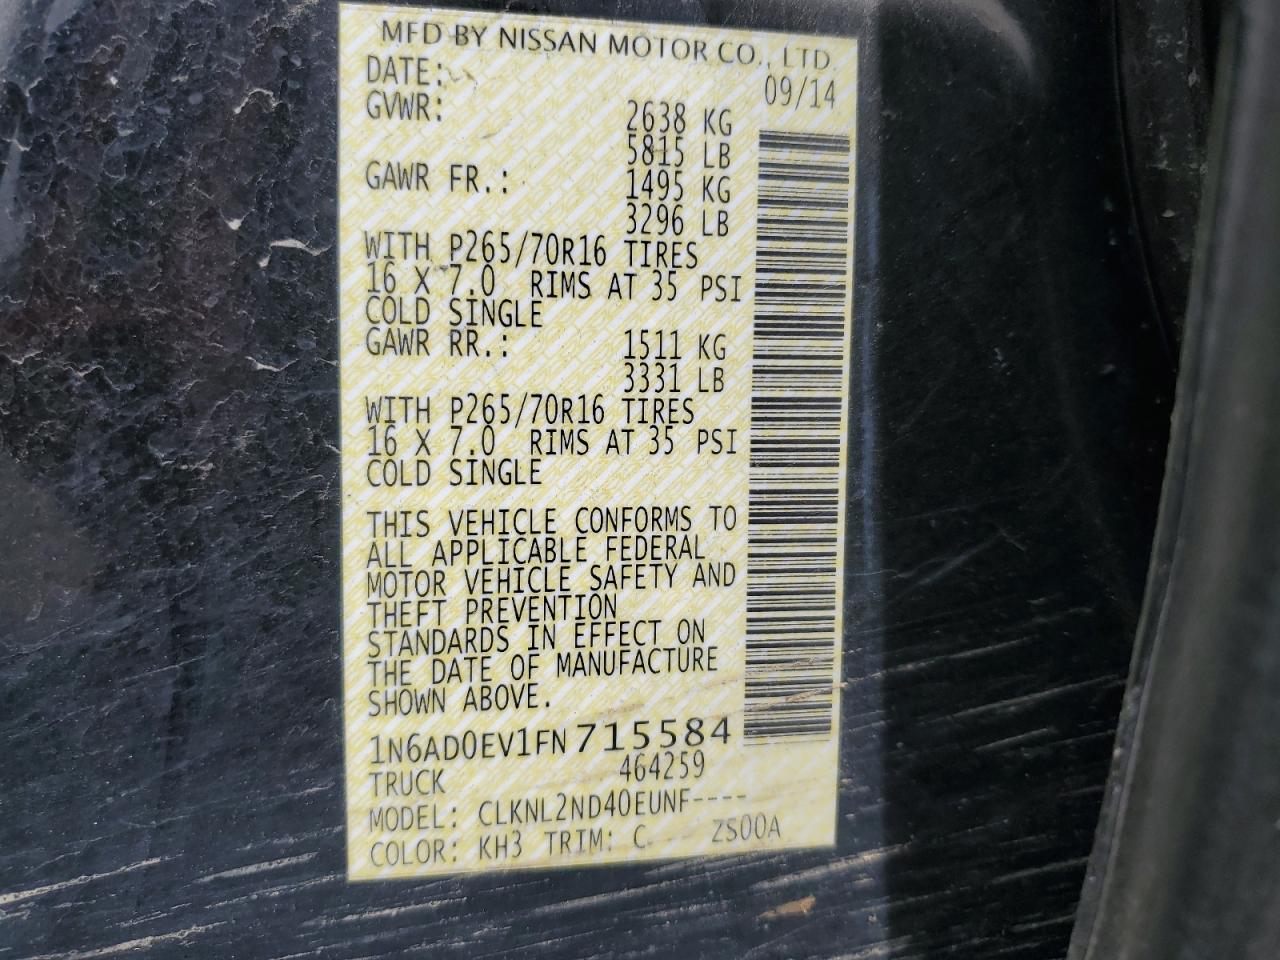 MFD BY NISSAN MOTOR CO., LTD.
DATE: 09/14
GVWR: 2638 KG
5815 LB
GAWR FR.: 1495 KG
3296 LB
WITH P265/70R16 TIRES
16 X 7.0 RIMS AT 35 PSI
COLD SINGLE
GAWR RR.: 1511 KG
3331 LB
WITH P265/70R16 TIRES
16 X 7.0 RIMS AT 35 PSI
COLD SINGLE
THIS VEHICLE CONFORMS TO
ALL APPLICABLE FEDERAL
MOTOR VEHICLE SAFETY AND
THEFT PREVENTION
STANDARDS IN EFFECT ON
THE DATE OF MANUFACTURE
SHOWN ABOVE.
1N6AD0EV1FN715584
TRUCK 464259
MODEL: CLKNL2ND40EUNF----
COLOR: KH3 TRIM: C ZS00A